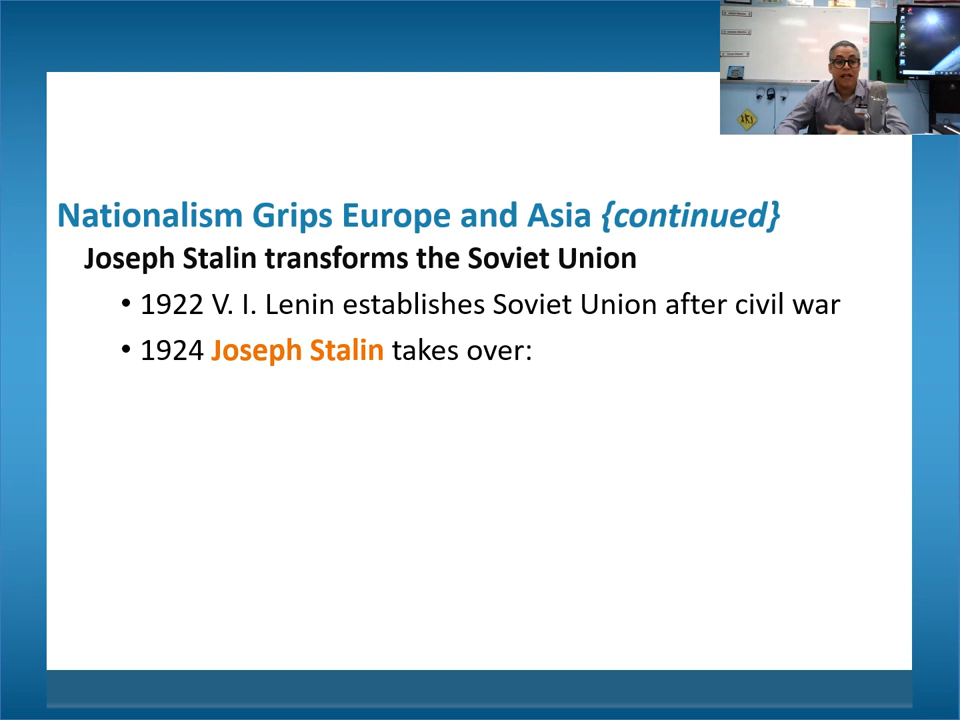 Nationalism Grips Europe and Asia {continued}
Joseph Stalin transforms the Soviet Union
• 1922 V. I. Lenin establishes Soviet Union after civil war
• 1924 Joseph Stalin takes over: